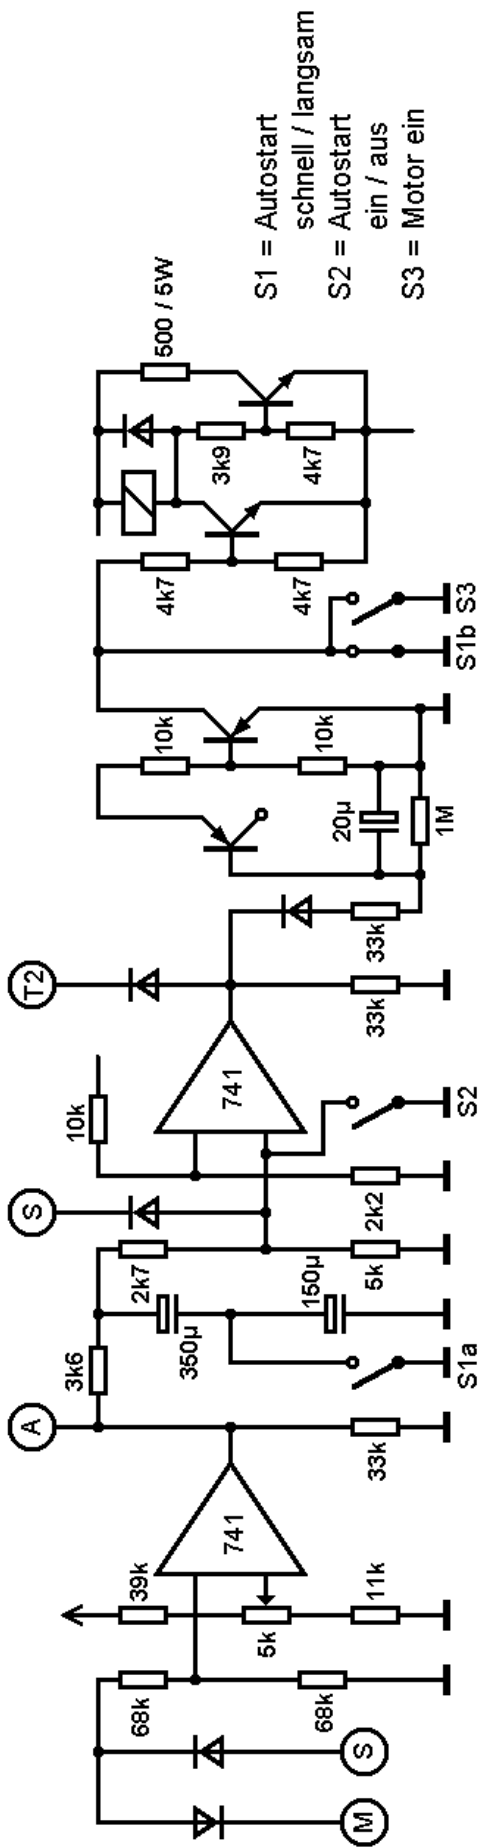 M
S
68k
68k
39k
5k
11k
741
A
33k
3k6
350µ
150µ
S1a
2k7
5k
S
10k
2k2
S2
741
T2
33k
33k
20µ
1M
10k
10k
S1b
S3
4k7
4k7
3k9
4k7
500 / 5W
S1 = Autostart
schnell / langsam
S2 = Autostart
ein / aus
S3 = Motor ein